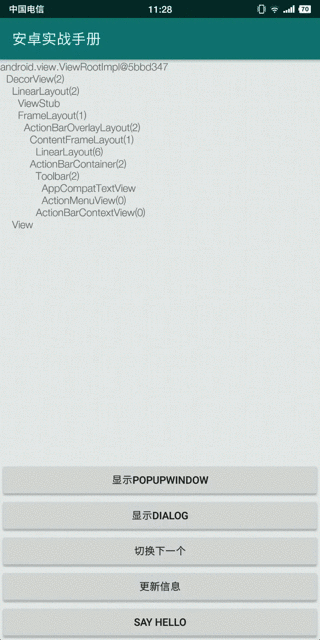 中国电信 11:28 70
安卓实战手册
android.view.ViewRootImpl@5bbd347
DecorView(2)
LinearLayout(2)
ViewStub
FrameLayout(1)
ActionBarOverlayLayout(2)
ContentFrameLayout(1)
LinearLayout(6)
ActionBarContainer(2)
Toolbar(2)
AppCompatTextView
ActionMenuView(0)
ActionBarContextView(0)
View
显示POPUPWINDOW
显示DIALOG
切换下一个
更新信息
SAY HELLO